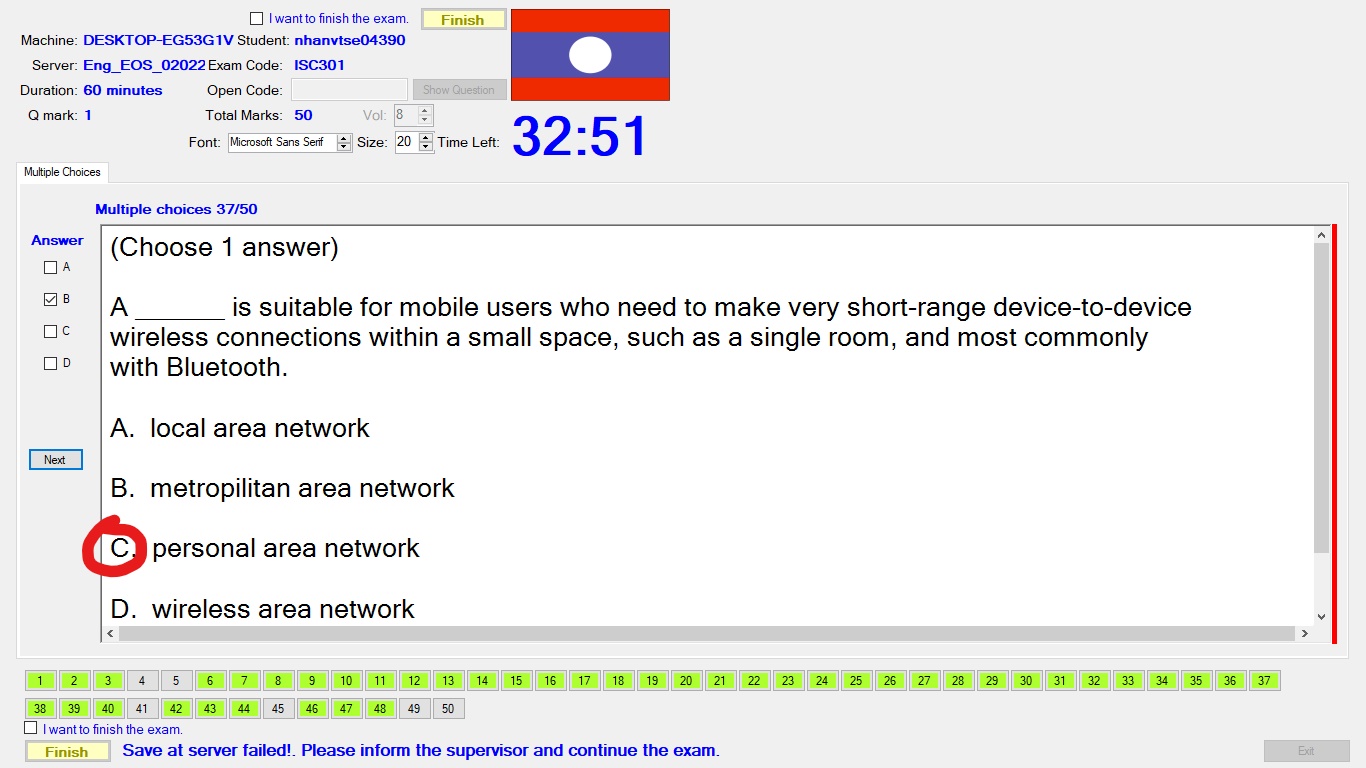 I want to finish the exam. Finish
Machine: DESKTOP-EG53G1V Student: nhanvtse04390
Server: Eng_EOS_02022 Exam Code: ISC301
Duration: 60 minutes Open Code: Show Question
Q mark: 1 Total Marks: 50 Vol: 8
Font: Microsoft Sans Serif Size: 20 Time Left: 32:51
Multiple Choices
Multiple choices 37/50
Answer
A
B
C
D
Next
(Choose 1 answer)
A ______ is suitable for mobile users who need to make very short-range device-to-device
wireless connections within a small space, such as a single room, and most commonly
with Bluetooth.
A. local area network
B. metropilitan area network
C. personal area network
D. wireless area network
1 2 3 4 5 6 7 8 9 10 11 12 13 14 15 16 17 18 19 20 21 22 23 24 25 26 27 28 29 30 31 32 33 34 35 36 37
38 39 40 41 42 43 44 45 46 47 48 49 50
I want to finish the exam.
Finish Save at server failed!. Please inform the supervisor and continue the exam. Exit